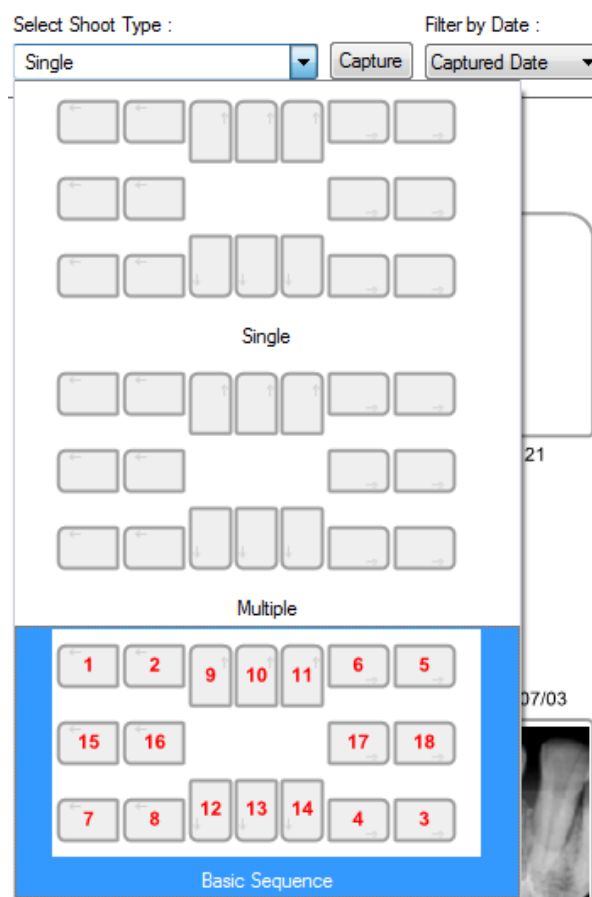 Select Shoot Type :
Filter by Date :
Single
Capture
Captured Date
Single
21
Multiple
1 2 9 10 11 6 5
07/03
15 16 17 18
7 8 12 13 14 4 3
Basic Sequence